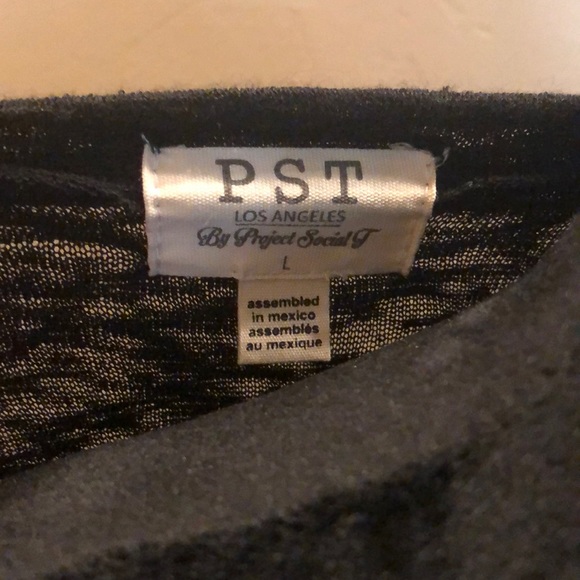 PST
LOS ANGELES
By Project Social T
L
assembled
in mexico
assemblés
au mexique